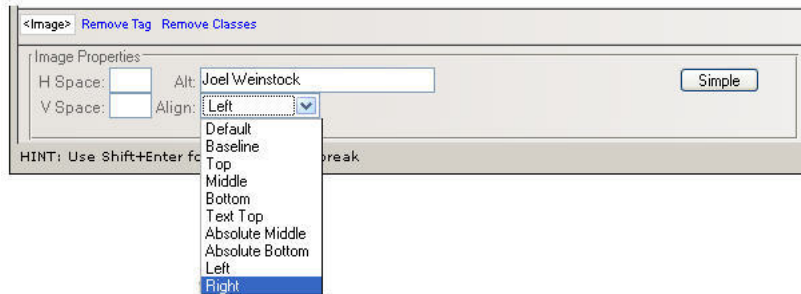 <Image> Remove Tag Remove Classes
Image Properties
H Space: Alt: Joel Weinstock Simple
V Space: Align: Left
Default
Baseline
Top
HINT: Use Shift+Enter fo break
Middle
Bottom
Text Top
Absolute Middle
Absolute Bottom
Left
Right